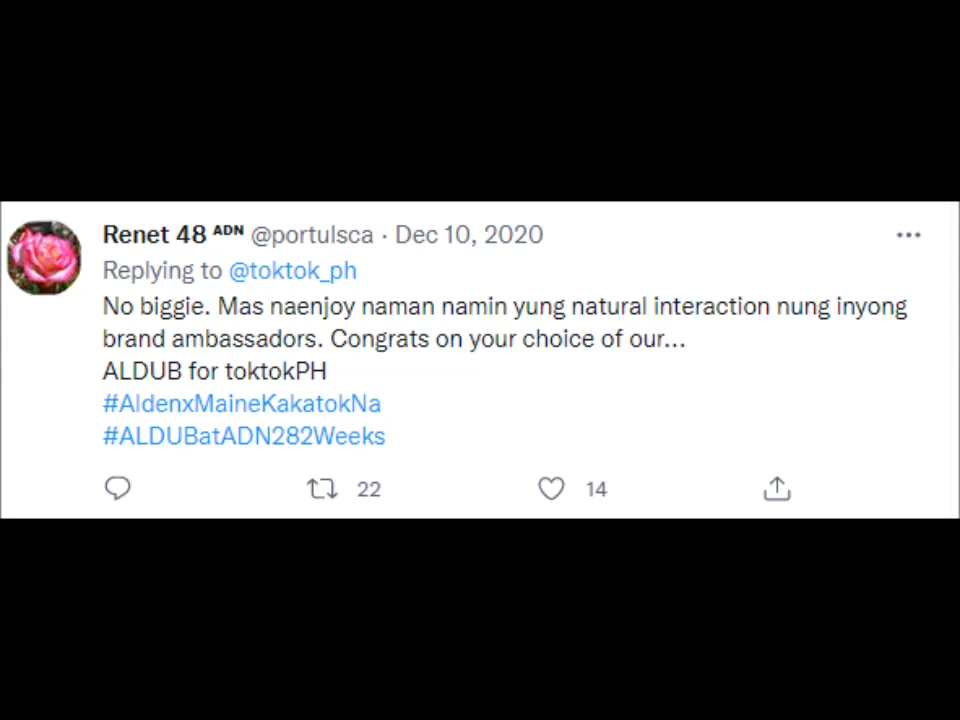 Renet 48 ᴬᴰᴺ @portulsca · Dec 10, 2020
Replying to @toktok_ph
No biggie. Mas naenjoy naman namin yung natural interaction nung inyong
brand ambassadors. Congrats on your choice of our...
ALDUB for toktokPH
#AldenxMaineKakatokNa
#ALDUBatADN282Weeks
22 14